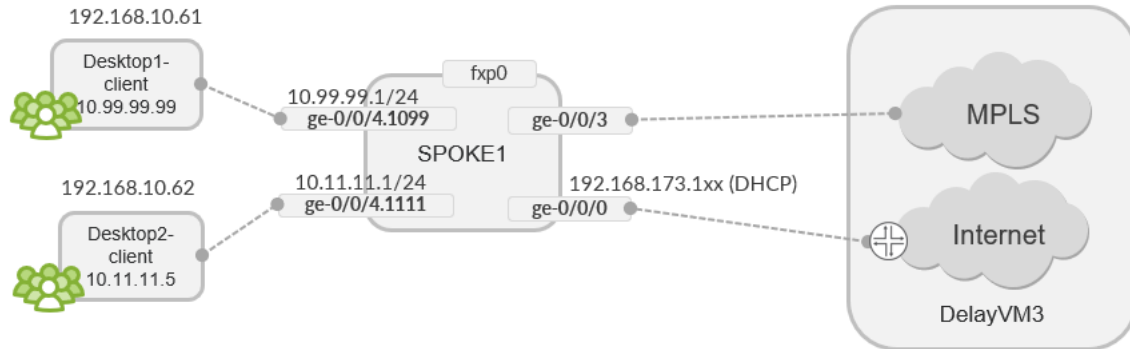 192.168.10.61
Desktop1-
client
10.99.99.99
fxp0
10.99.99.1/24
ge-0/0/4.1099
ge-0/0/3
MPLS
SPOKE1
192.168.10.62
10.11.11.1/24
ge-0/0/4.1111
192.168.173.1xx (DHCP)
ge-0/0/0
Desktop2-
client
10.11.11.5
Internet
DelayVM3